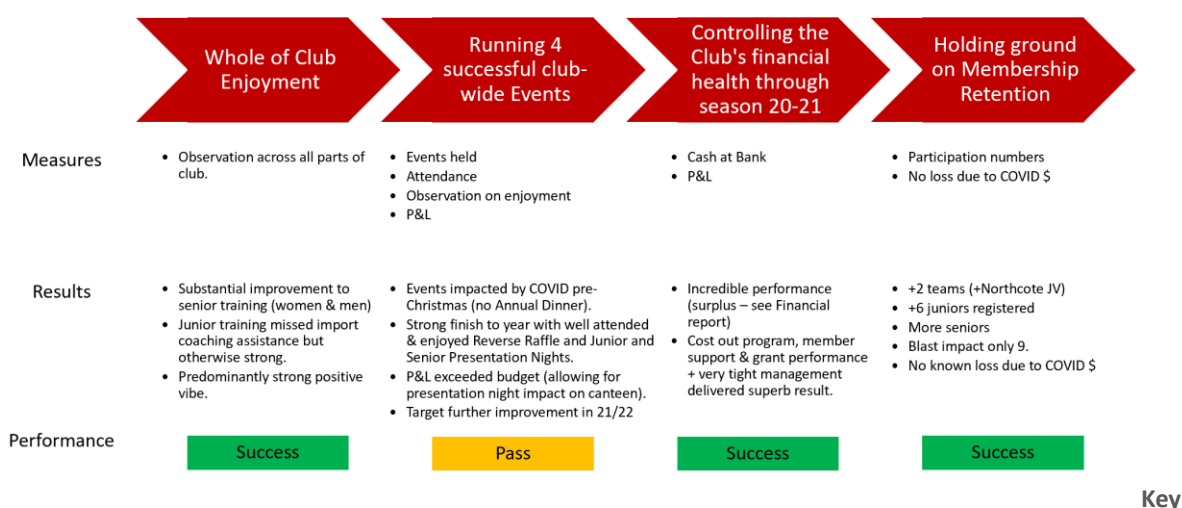 Whole of Club
Enjoyment
Running 4
successful club-
wide Events
Controlling the
Club's financial
health through
season 20-21
Holding ground
on Membership
Retention
Measures
• Observation across all parts of
club.
• Events held
• Attendance
• Observation on enjoyment
• P&L
• Cash at Bank
• P&L
• Participation numbers
• No loss due to COVID $
Results
• Substantial improvement to
senior training (women & men)
• Junior training missed import
coaching assistance but
otherwise strong.
• Predominantly strong positive
vibe.
• Events impacted by COVID pre-
Christmas (no Annual Dinner).
• Strong finish to year with well attended
& enjoyed Reverse Raffle and Junior and
Senior Presentation Nights.
• P&L exceeded budget (allowing for
presentation night impact on canteen).
• Target further improvement in 21/22
• Incredible performance
(surplus – see Financial
report)
• Cost out program, member
support & grant performance
+ very tight management
delivered superb result.
• +2 teams (+Northcote JV)
• +6 juniors registered
• More seniors
• Blast impact only 9.
• No known loss due to COVID $
Performance
Success
Pass
Success
Success
Key